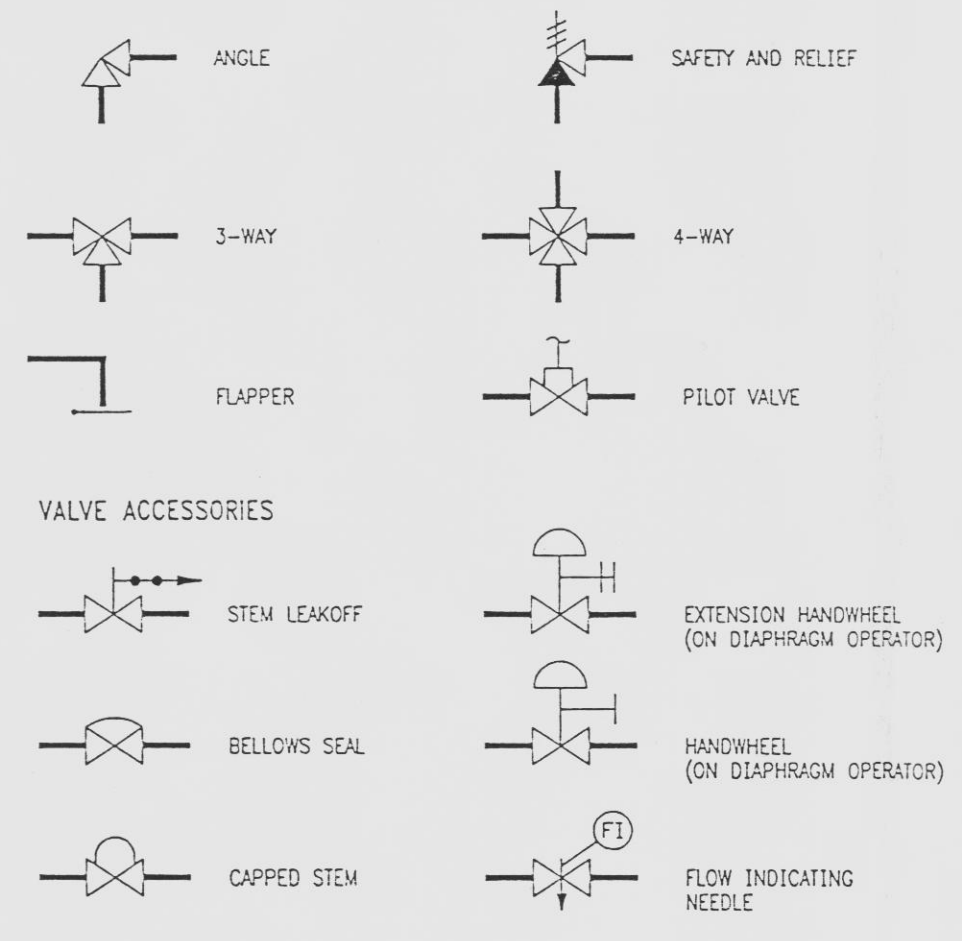 ANGLE
SAFETY AND RELIEF
3-WAY
4-WAY
FLAPPER
PILOT VALVE
VALVE ACCESSORIES
STEM LEAKOFF
EXTENSION HANDWHEEL
(ON DIAPHRAGM OPERATOR)
BELLOWS SEAL
HANDWHEEL
(ON DIAPHRAGM OPERATOR)
FI
CAPPED STEM
FLOW INDICATING
NEEDLE